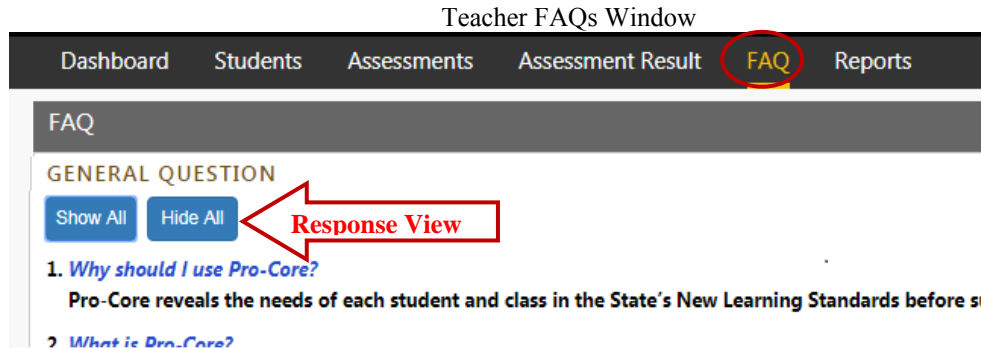 Teacher FAQs Window
Dashboard Students Assessments Assessment Result FAQ Reports
FAQ
GENERAL QUESTION
Show All Hide All Response View
1. Why should I use Pro-Core?
Pro-Core reveals the needs of each student and class in the State's New Learning Standards before
2. What is Pro-Core?